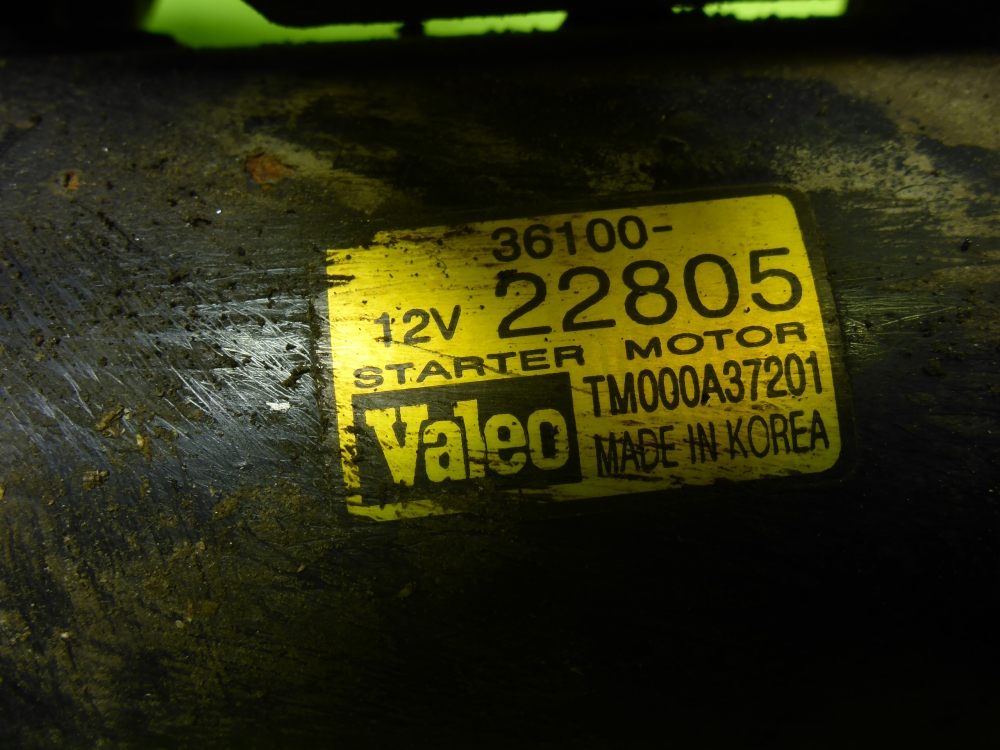 36100-
12V 22805
STARTER MOTOR
Valeo TM000A37201
MADE IN KOREA